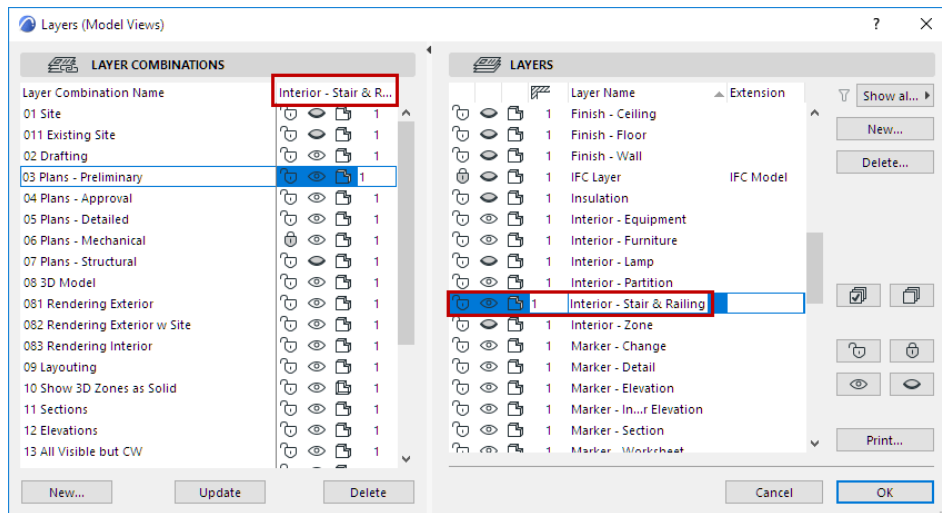 Layers (Model Views)
LAYER COMBINATIONS
Layer Combination Name Interior - Stair & R...
01 Site 1
011 Existing Site 1
02 Drafting 1
03 Plans - Preliminary 1
04 Plans - Approval 1
05 Plans - Detailed 1
06 Plans - Mechanical 1
07 Plans - Structural 1
08 3D Model 1
081 Rendering Exterior 1
082 Rendering Exterior w Site 1
083 Rendering Interior 1
09 Layouting 1
10 Show 3D Zones as Solid 1
11 Sections 1
12 Elevations 1
13 All Visible but CW 1
New... Update Delete
LAYERS
Layer Name Extension
1 Finish - Ceiling
1 Finish - Floor
1 Finish - Wall
1 IFC Layer IFC Model
1 Insulation
1 Interior - Equipment
1 Interior - Furniture
1 Interior - Lamp
1 Interior - Partition
1 Interior - Stair & Railing
1 Interior - Zone
1 Marker - Change
1 Marker - Detail
1 Marker - Elevation
1 Marker - In...r Elevation
1 Marker - Section
1 Marker - Worksheet
Show al...
New...
Delete...
Print...
Cancel OK